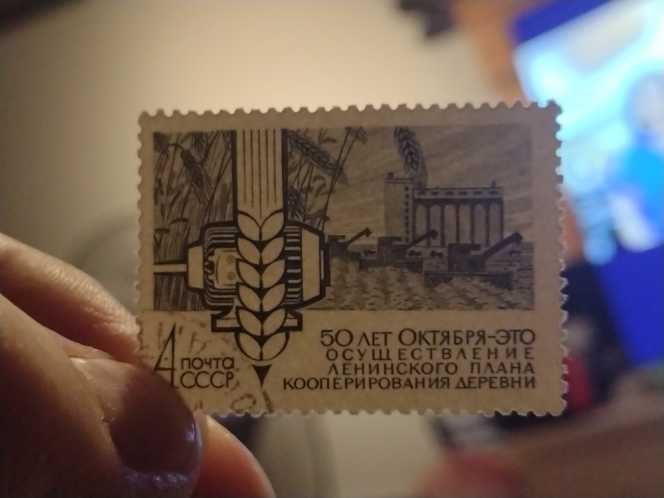 50 ЛЕТ ОКТЯБРЯ-ЭТО
ОСУЩЕСТВЛЕНИЕ
ЛЕНИНСКОГО ПЛАНА
КООПЕРИРОВАНИЯ ДЕРЕВНИ
4 ПОЧТА
СССР